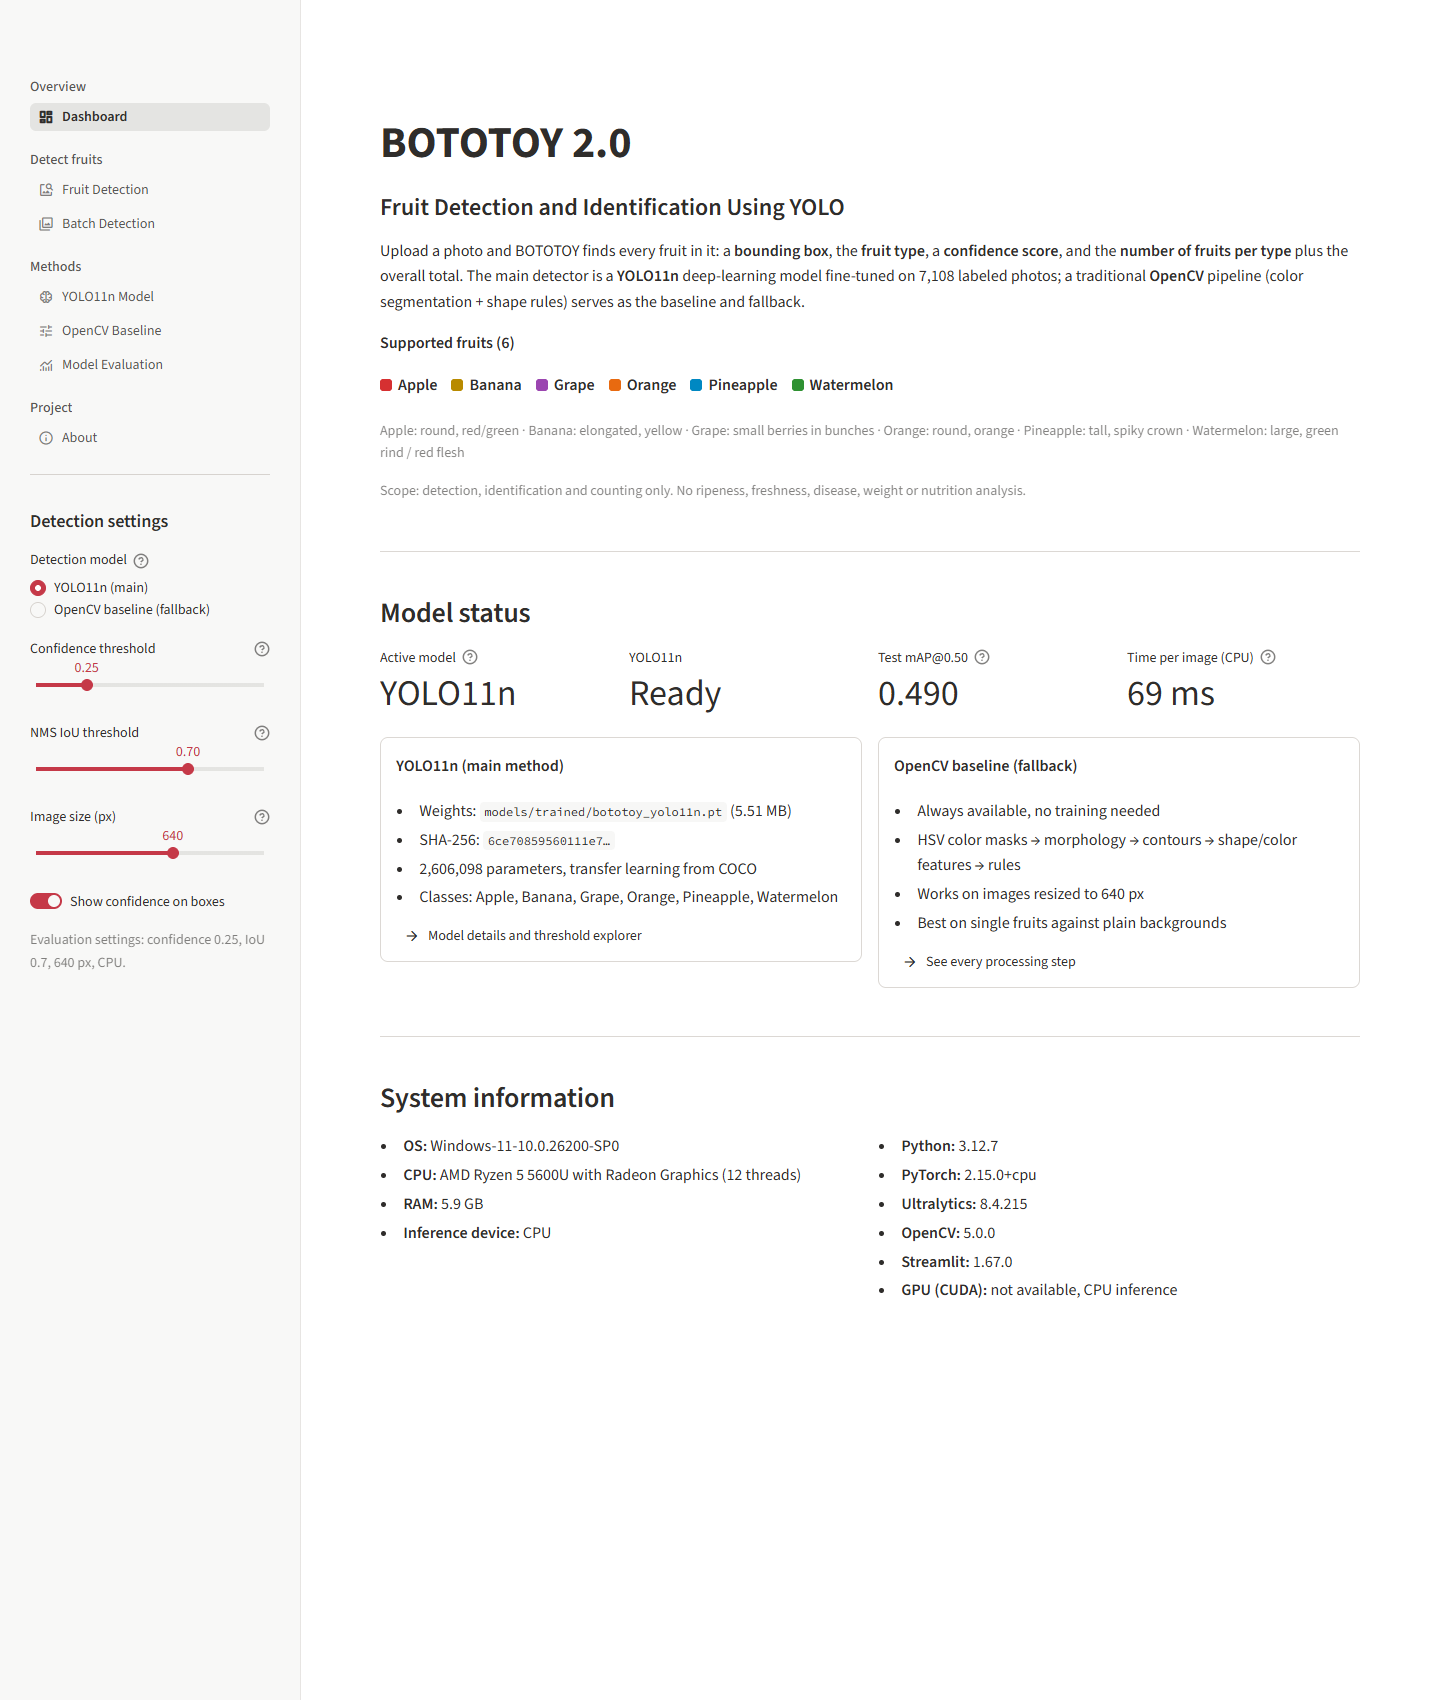 Overview
Dashboard
Detect fruits
Fruit Detection
Batch Detection
Methods
YOLO11n Model
OpenCV Baseline
Model Evaluation
Project
About
Detection settings
Detection model
YOLO11n (main)
OpenCV baseline (fallback)
Confidence threshold
0.25
NMS IoU threshold
0.70
Image size (px)
640
Show confidence on boxes
Evaluation settings: confidence 0.25, IoU
0.7, 640 px, CPU.
BOTOTOY 2.0
Fruit Detection and Identification Using YOLO
Upload a photo and BOTOTOY finds every fruit in it: a bounding box, the fruit type, a confidence score, and the number of fruits per type plus the
overall total. The main detector is a YOLO11n deep-learning model fine-tuned on 7,108 labeled photos; a traditional OpenCV pipeline (color
segmentation + shape rules) serves as the baseline and fallback.
Supported fruits (6)
Apple Banana Grape Orange Pineapple Watermelon
Apple: round, red/green · Banana: elongated, yellow · Grape: small berries in bunches · Orange: round, orange · Pineapple: tall, spiky crown · Watermelon: large, green
rind / red flesh
Scope: detection, identification and counting only. No ripeness, freshness, disease, weight or nutrition analysis.
Model status
Active model
YOLO11n
YOLO11n
Ready
Test mAP@0.50
0.490
Time per image (CPU)
69 ms
YOLO11n (main method)
• Weights: models/trained/bototoy_yolo11n.pt (5.51 MB)
• SHA-256: 6ce70859560111e7…
• 2,606,098 parameters, transfer learning from COCO
• Classes: Apple, Banana, Grape, Orange, Pineapple, Watermelon
→ Model details and threshold explorer
OpenCV baseline (fallback)
• Always available, no training needed
• HSV color masks → morphology → contours → shape/color
features → rules
• Works on images resized to 640 px
• Best on single fruits against plain backgrounds
→ See every processing step
System information
• OS: Windows-11-10.0.26200-SP0
• CPU: AMD Ryzen 5 5600U with Radeon Graphics (12 threads)
• RAM: 5.9 GB
• Inference device: CPU
• Python: 3.12.7
• PyTorch: 2.15.0+cpu
• Ultralytics: 8.4.215
• OpenCV: 5.0.0
• Streamlit: 1.67.0
• GPU (CUDA): not available, CPU inference